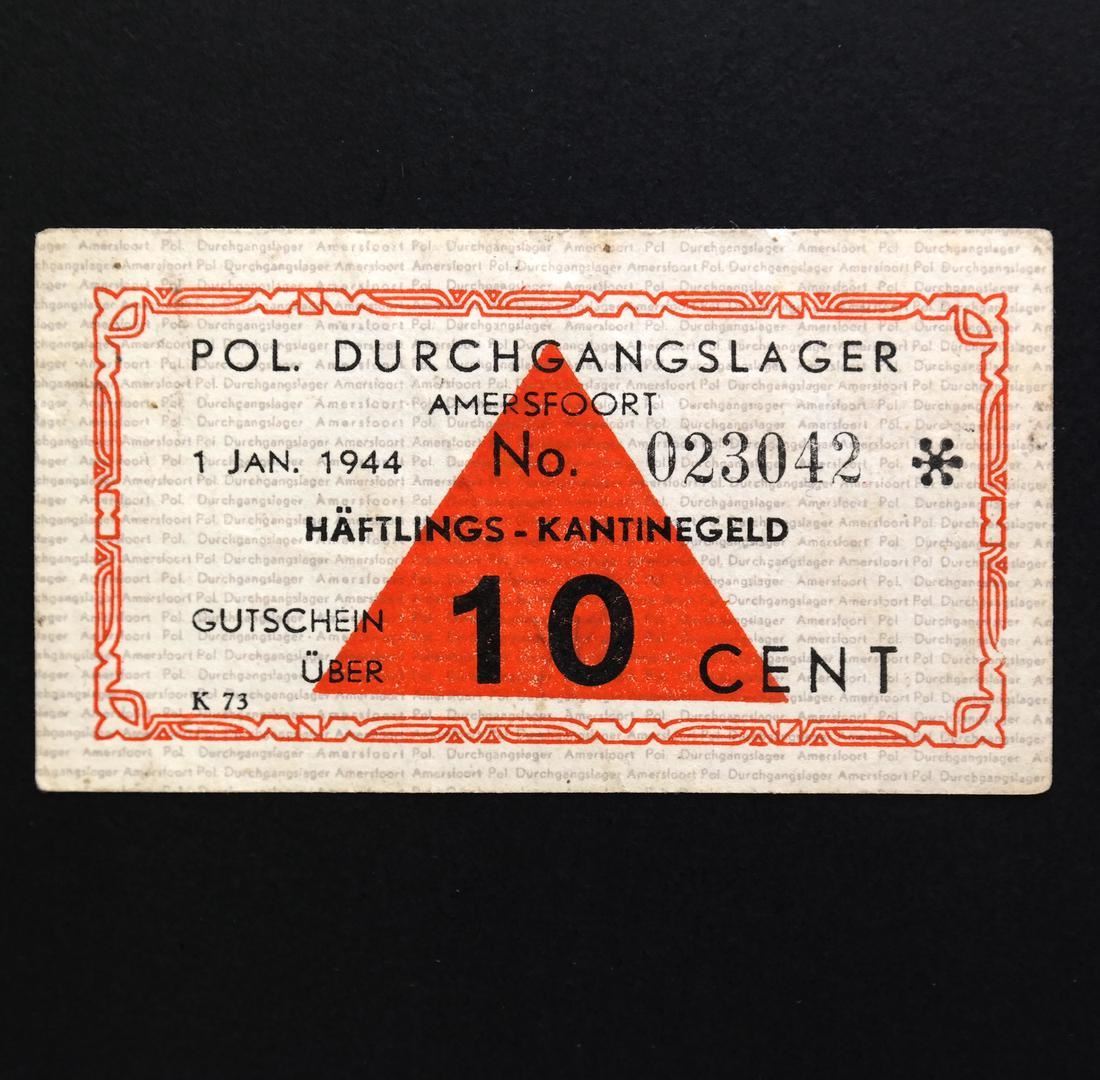 POL. DURCHGANGSLAGER
AMERSFOORT
1 JAN. 1944 No. 023042
HÄFTLINGS - KANTINEGELD
GUTSCHEIN
ÜBER
10 CENT
K 73